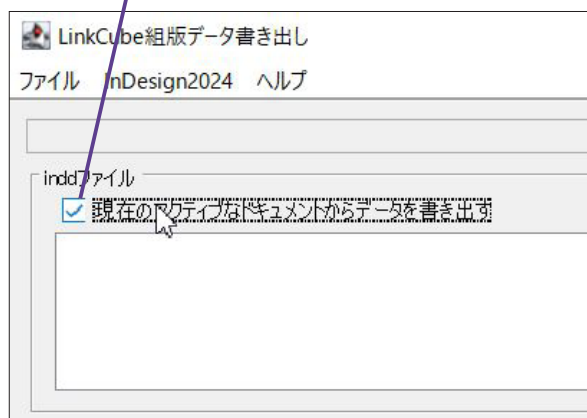 LinkCube組版データ書き出し
ファイル InDesign2024 ヘルプ
inddファイル
現在のアクティブなドキュメントからデータを書き出す